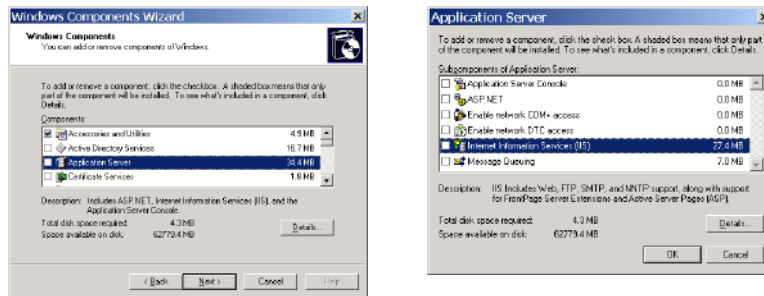 Windows Components Wizard
Windows Components
You can add or remove components of Windows.
To add or remove a component, click the checkbox. A shaded box means that only
part of the component will be installed. To see what's included in a component, click
Details.
Components:
Accessories and Utilities 4.9 MB
Active Directory Services 16.7 MB
Application Server 34.4 MB
Certificate Services 1.8 MB
Description: Includes ASP.NET, Internet Information Services (IIS), and the
Application Server Console.
Total disk space required: 4.3 MB
Space available on disk: 62779.4 MB
Details...
< Back
Next >
Cancel
Help
Application Server
To add or remove a component, click the check box. A shaded box means that only part
of the component will be installed. To see what's included in a component, click Details.
Subcomponents of Application Server:
Application Server Console 0.0 MB
ASP.NET 0.0 MB
Enable network COM+ access 0.0 MB
Enable network DTC access 0.0 MB
Internet Information Services (IIS) 27.4 MB
Message Queuing 7.0 MB
Description: IIS Includes Web, FTP, SMTP, and NNTP support, along with support
for FrontPage Server Extensions and Active Server Pages (ASP).
Total disk space required: 4.3 MB
Space available on disk: 62779.4 MB
Details...
OK
Cancel